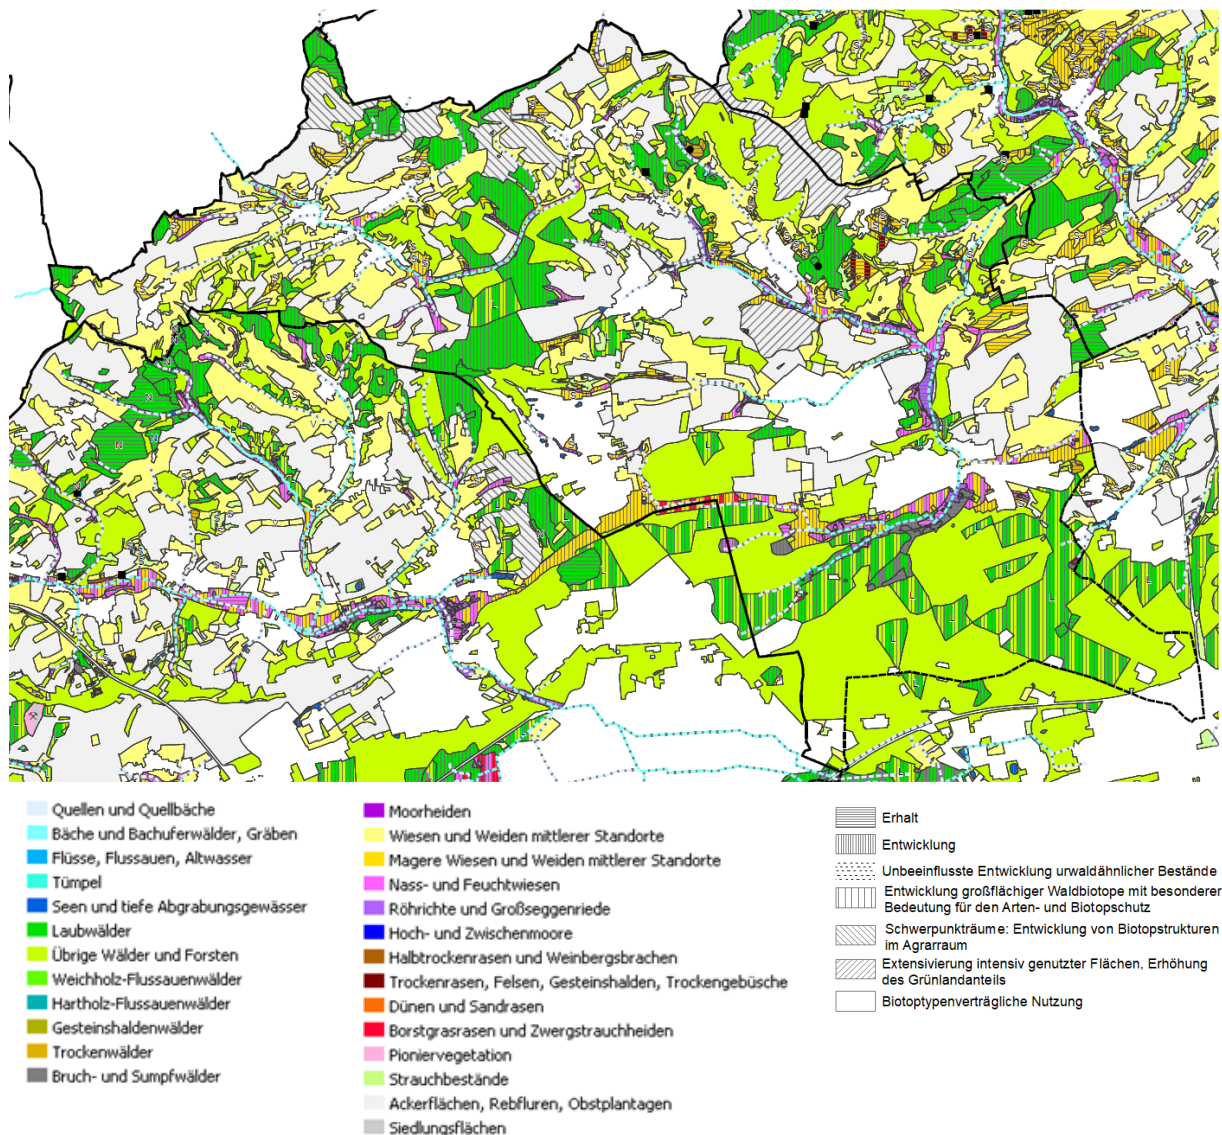 Quellen und Quellbäche
Bäche und Bachuferwälder, Gräben
Flüsse, Flussauen, Altwasser
Tümpel
Seen und tiefe Abgrabungsgewässer
Laubwälder
Übrige Wälder und Forsten
Weichholz-Flussauenwälder
Hartholz-Flussauenwälder
Gesteinshaldenwälder
Trockenwälder
Bruch- und Sumpfwälder
Moorheiden
Wiesen und Weiden mittlerer Standorte
Magere Wiesen und Weiden mittlerer Standorte
Nass- und Feuchtwiesen
Röhrichte und Großseggenriede
Hoch- und Zwischenmoore
Halbtrockenrasen und Weinbergsbrachen
Trockenrasen, Felsen, Gesteinshalden, Trockengebüsche
Dünen und Sandrasen
Borstgrasrasen und Zwergstrauchheiden
Pioniervegetation
Strauchbestände
Ackerflächen, Rebfluren, Obstplantagen
Siedlungsflächen
Erhalt
Entwicklung
Unbeeinflusste Entwicklung urwaldähnlicher Bestände
Entwicklung großflächiger Waldbiotope mit besonderer
Bedeutung für den Arten- und Biotopschutz
Schwerpunkträume: Entwicklung von Biotopstrukturen
im Agrarraum
Extensivierung intensiv genutzter Flächen, Erhöhung
des Grünlandanteils
Biotoptypenverträgliche Nutzung